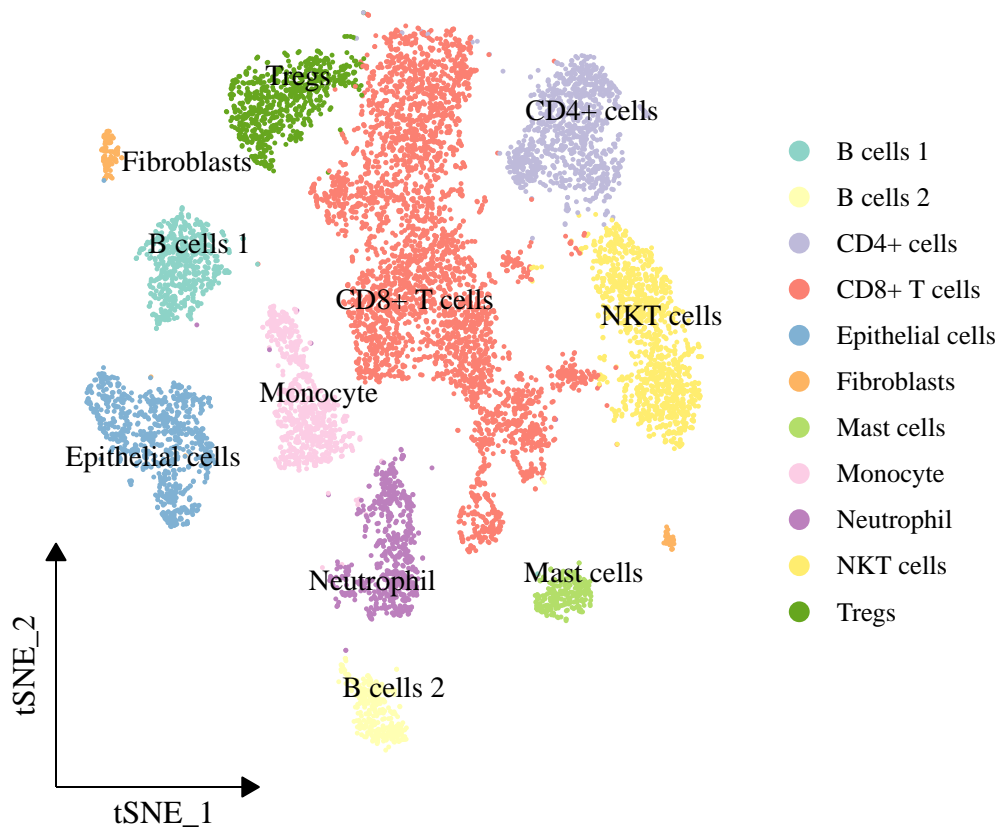 Tregs
CD4+ cells
Fibroblasts
B cells 1
CD8+ T cells
NKT cells
Monocyte
Epithelial cells
Neutrophil
Mast cells
B cells 2
tSNE_2
tSNE_1
B cells 1
B cells 2
CD4+ cells
CD8+ T cells
Epithelial cells
Fibroblasts
Mast cells
Monocyte
Neutrophil
NKT cells
Tregs